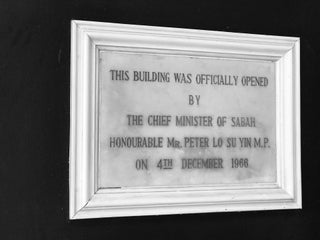 THIS BUILDING WAS OFFICIALLY OPENED
BY
THE CHIEF MINISTER OF SABAH
HONOURABLE MR. PETER LO SU YIN M.P.
ON 4TH DECEMBER 1966